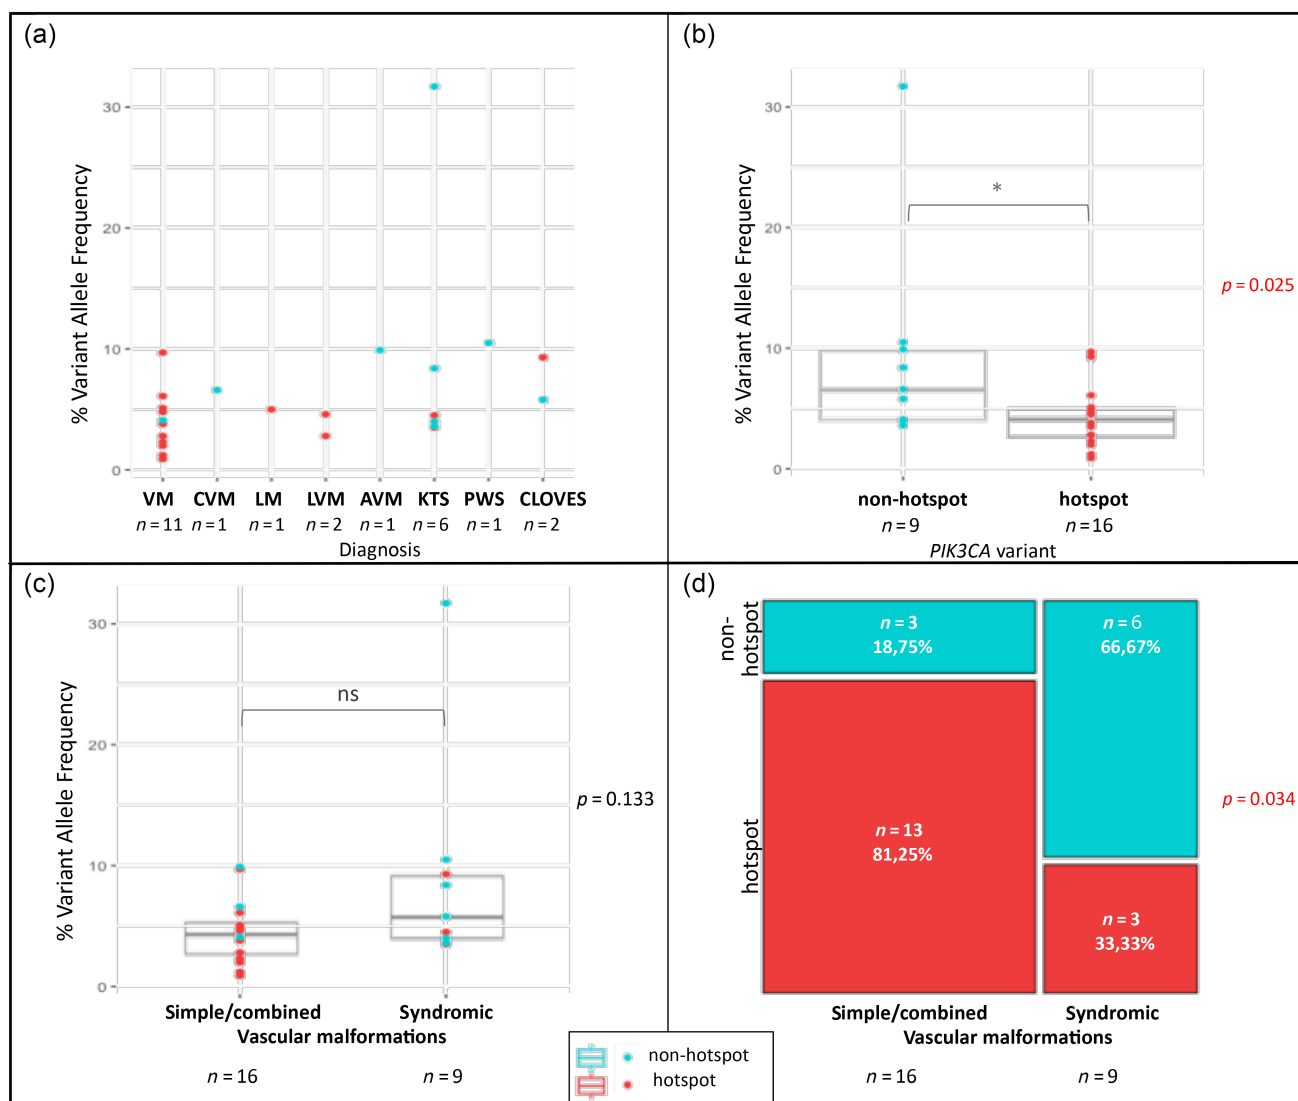 (a)
% Variant Allele Frequency
30
20
10
0
VM CVM LM LVM AVM KTS PWS CLOVES
n = 11 n = 1 n = 1 n = 2 n = 1 n = 6 n = 1 n = 2
Diagnosis
(b)
% Variant Allele Frequency
30
20
10
0
*
p = 0.025
non-hotspot hotspot
n = 9 n = 16
PIK3CA variant
(c)
% Variant Allele Frequency
30
20
10
0
ns
p = 0.133
Simple/combined Syndromic
Vascular malformations
n = 16 n = 9
(d)
non-
hotspot
hotspot
n = 3
18,75%
n = 6
66,67%
n = 13
81,25%
n = 3
33,33%
p = 0.034
Simple/combined Syndromic
Vascular malformations
n = 16 n = 9
non-hotspot
hotspot